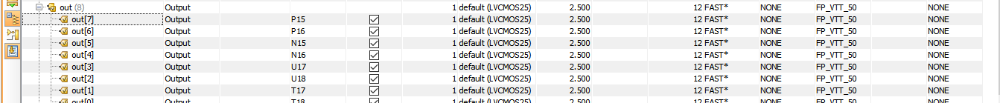 out (8) Output 1 default (LVCMOS25) 2.500 12 FAST* NONE FP_VTT_50 NONE
out[7] Output P15 1 default (LVCMOS25) 2.500 12 FAST* NONE FP_VTT_50 NONE
out[6] Output P16 1 default (LVCMOS25) 2.500 12 FAST* NONE FP_VTT_50 NONE
out[5] Output N15 1 default (LVCMOS25) 2.500 12 FAST* NONE FP_VTT_50 NONE
out[4] Output N16 1 default (LVCMOS25) 2.500 12 FAST* NONE FP_VTT_50 NONE
out[3] Output U17 1 default (LVCMOS25) 2.500 12 FAST* NONE FP_VTT_50 NONE
out[2] Output U18 1 default (LVCMOS25) 2.500 12 FAST* NONE FP_VTT_50 NONE
out[1] Output T17 1 default (LVCMOS25) 2.500 12 FAST* NONE FP_VTT_50 NONE
out[0] Output T18 1 default (LVCMOS25) 2.500 12 FAST* NONE FP_VTT_50 NONE